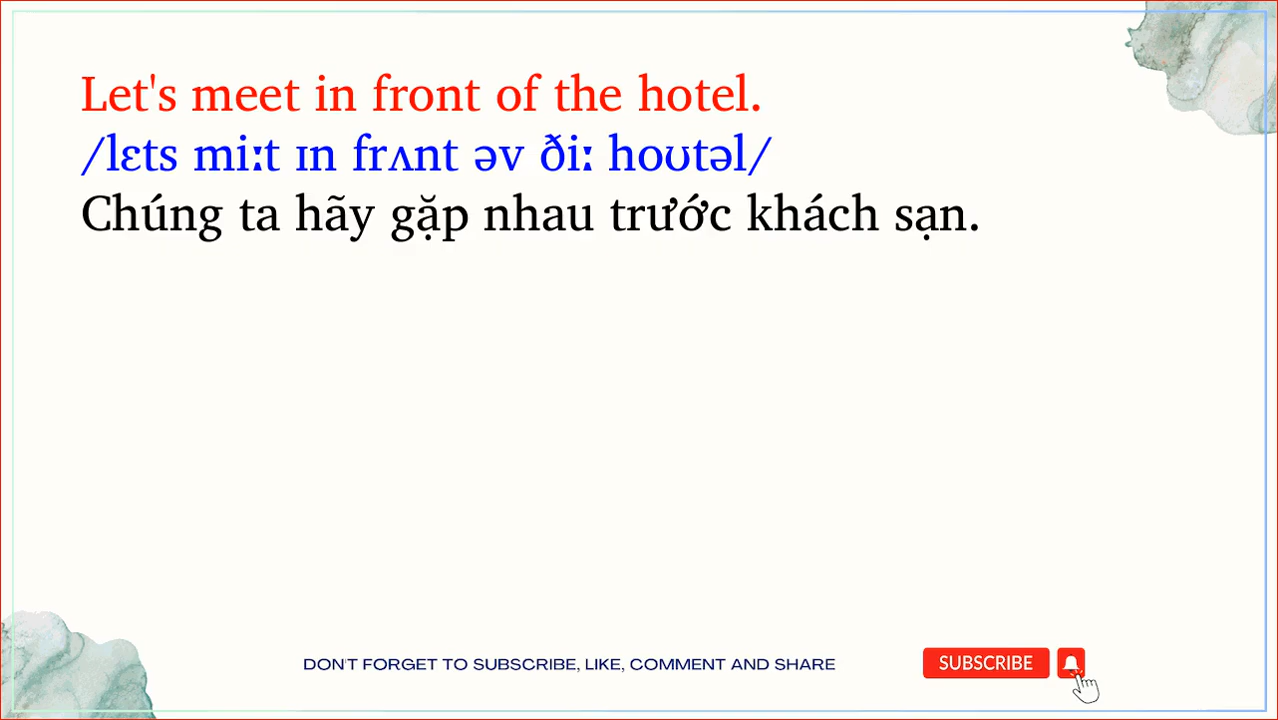 Let's meet in front of the hotel.
/lɛts miːt ɪn frʌnt əv ðiː hoʊtəl/
Chúng ta hãy gặp nhau trước khách sạn.
DON'T FORGET TO SUBSCRIBE, LIKE, COMMENT AND SHARE
SUBSCRIBE